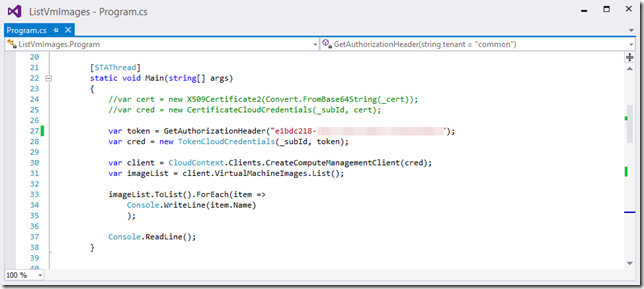 ListVmImages - Program.cs
Program.cs
ListVmImages.Program GetAuthorizationHeader(string tenant = "common")
20
21 [STAThread]
22 static void Main(string[] args)
23 {
24 //var cert = new X509Certificate2(Convert.FromBase64String(_cert));
25 //var cred = new CertificateCloudCredentials(_subId, cert);
26
27 var token = GetAuthorizationHeader("e1bdc218- ");
28 var cred = new TokenCloudCredentials(_subId, token);
29
30 var client = CloudContext.Clients.CreateComputeManagementClient(cred);
31 var imageList = client.VirtualMachineImages.List();
32
33 imageList.ToList().ForEach(item =>
34 Console.WriteLine(item.Name)
35 );
36
37 Console.ReadLine();
38 }
39
100 %